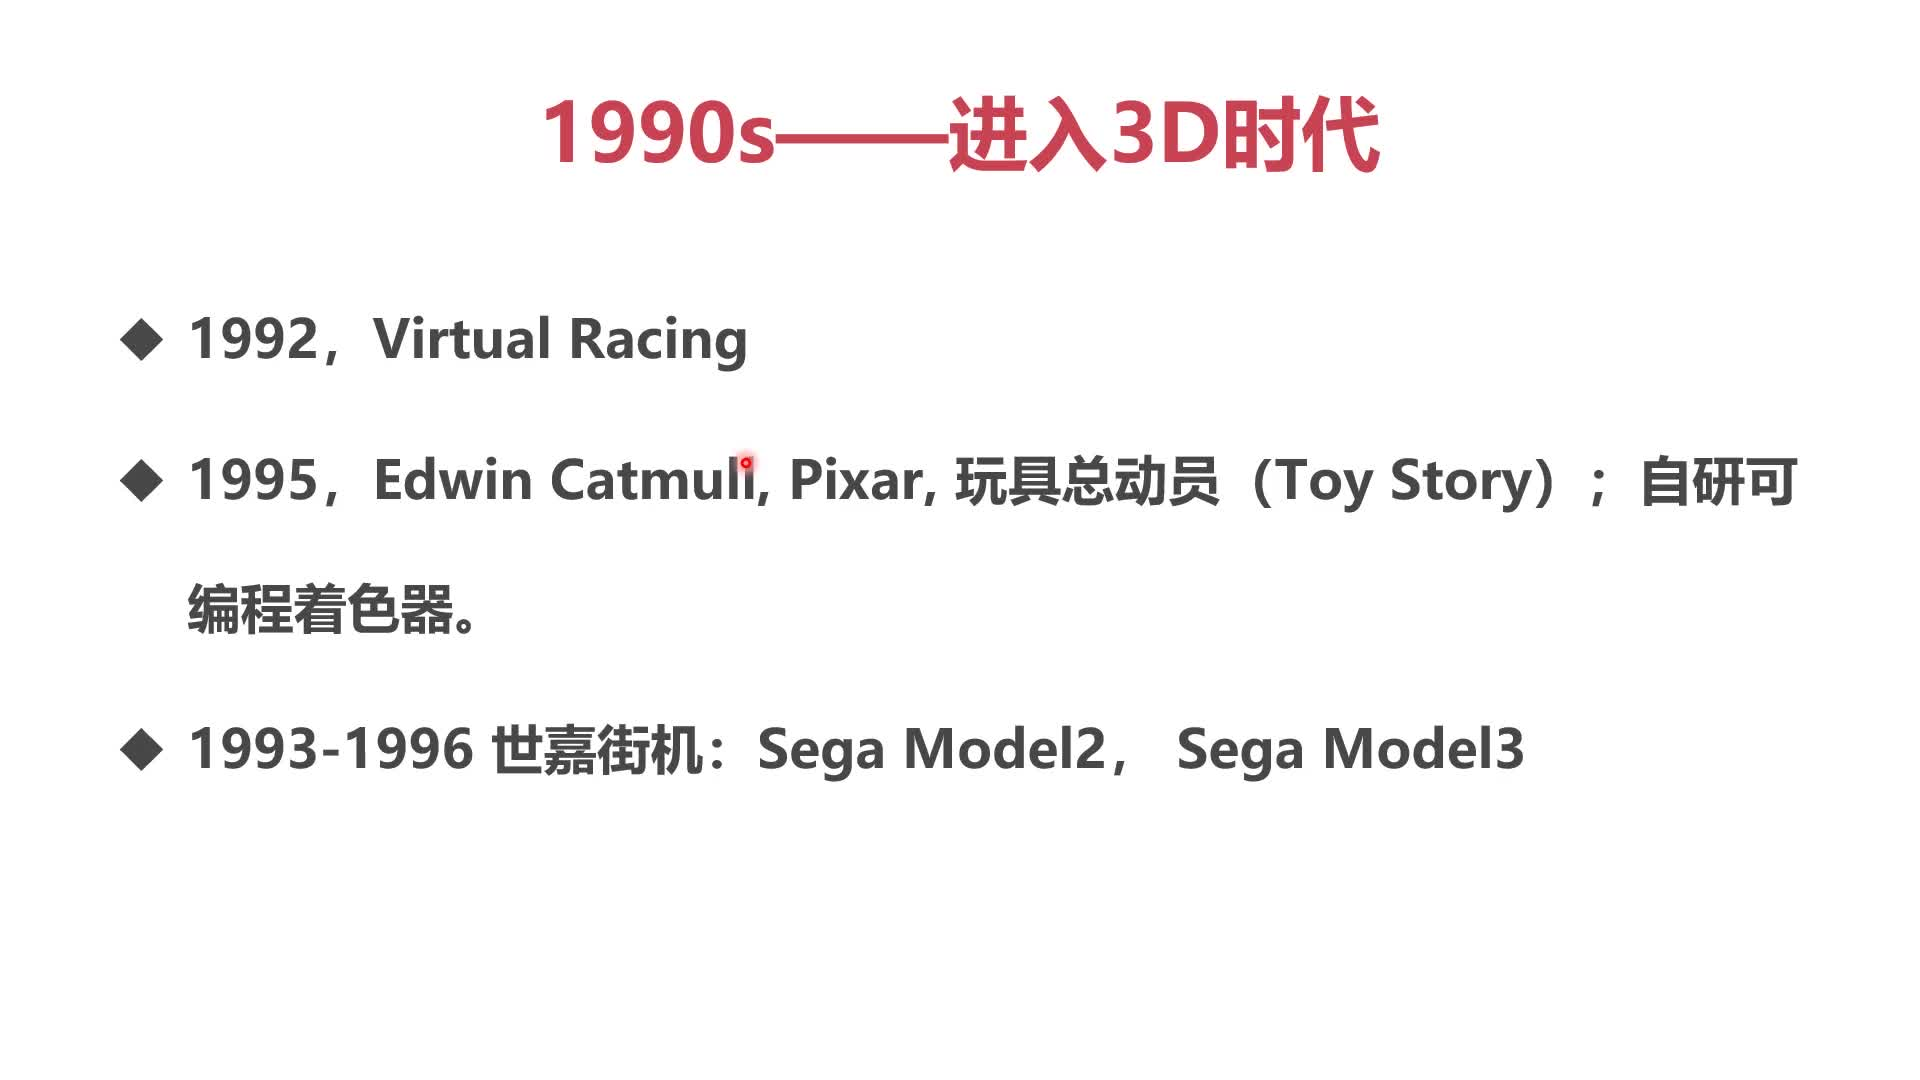 1990s——进入3D时代
◆ 1992，Virtual Racing
◆ 1995，Edwin Catmull, Pixar, 玩具总动员（Toy Story）；自研可
编程着色器。
◆ 1993-1996 世嘉街机：Sega Model2， Sega Model3